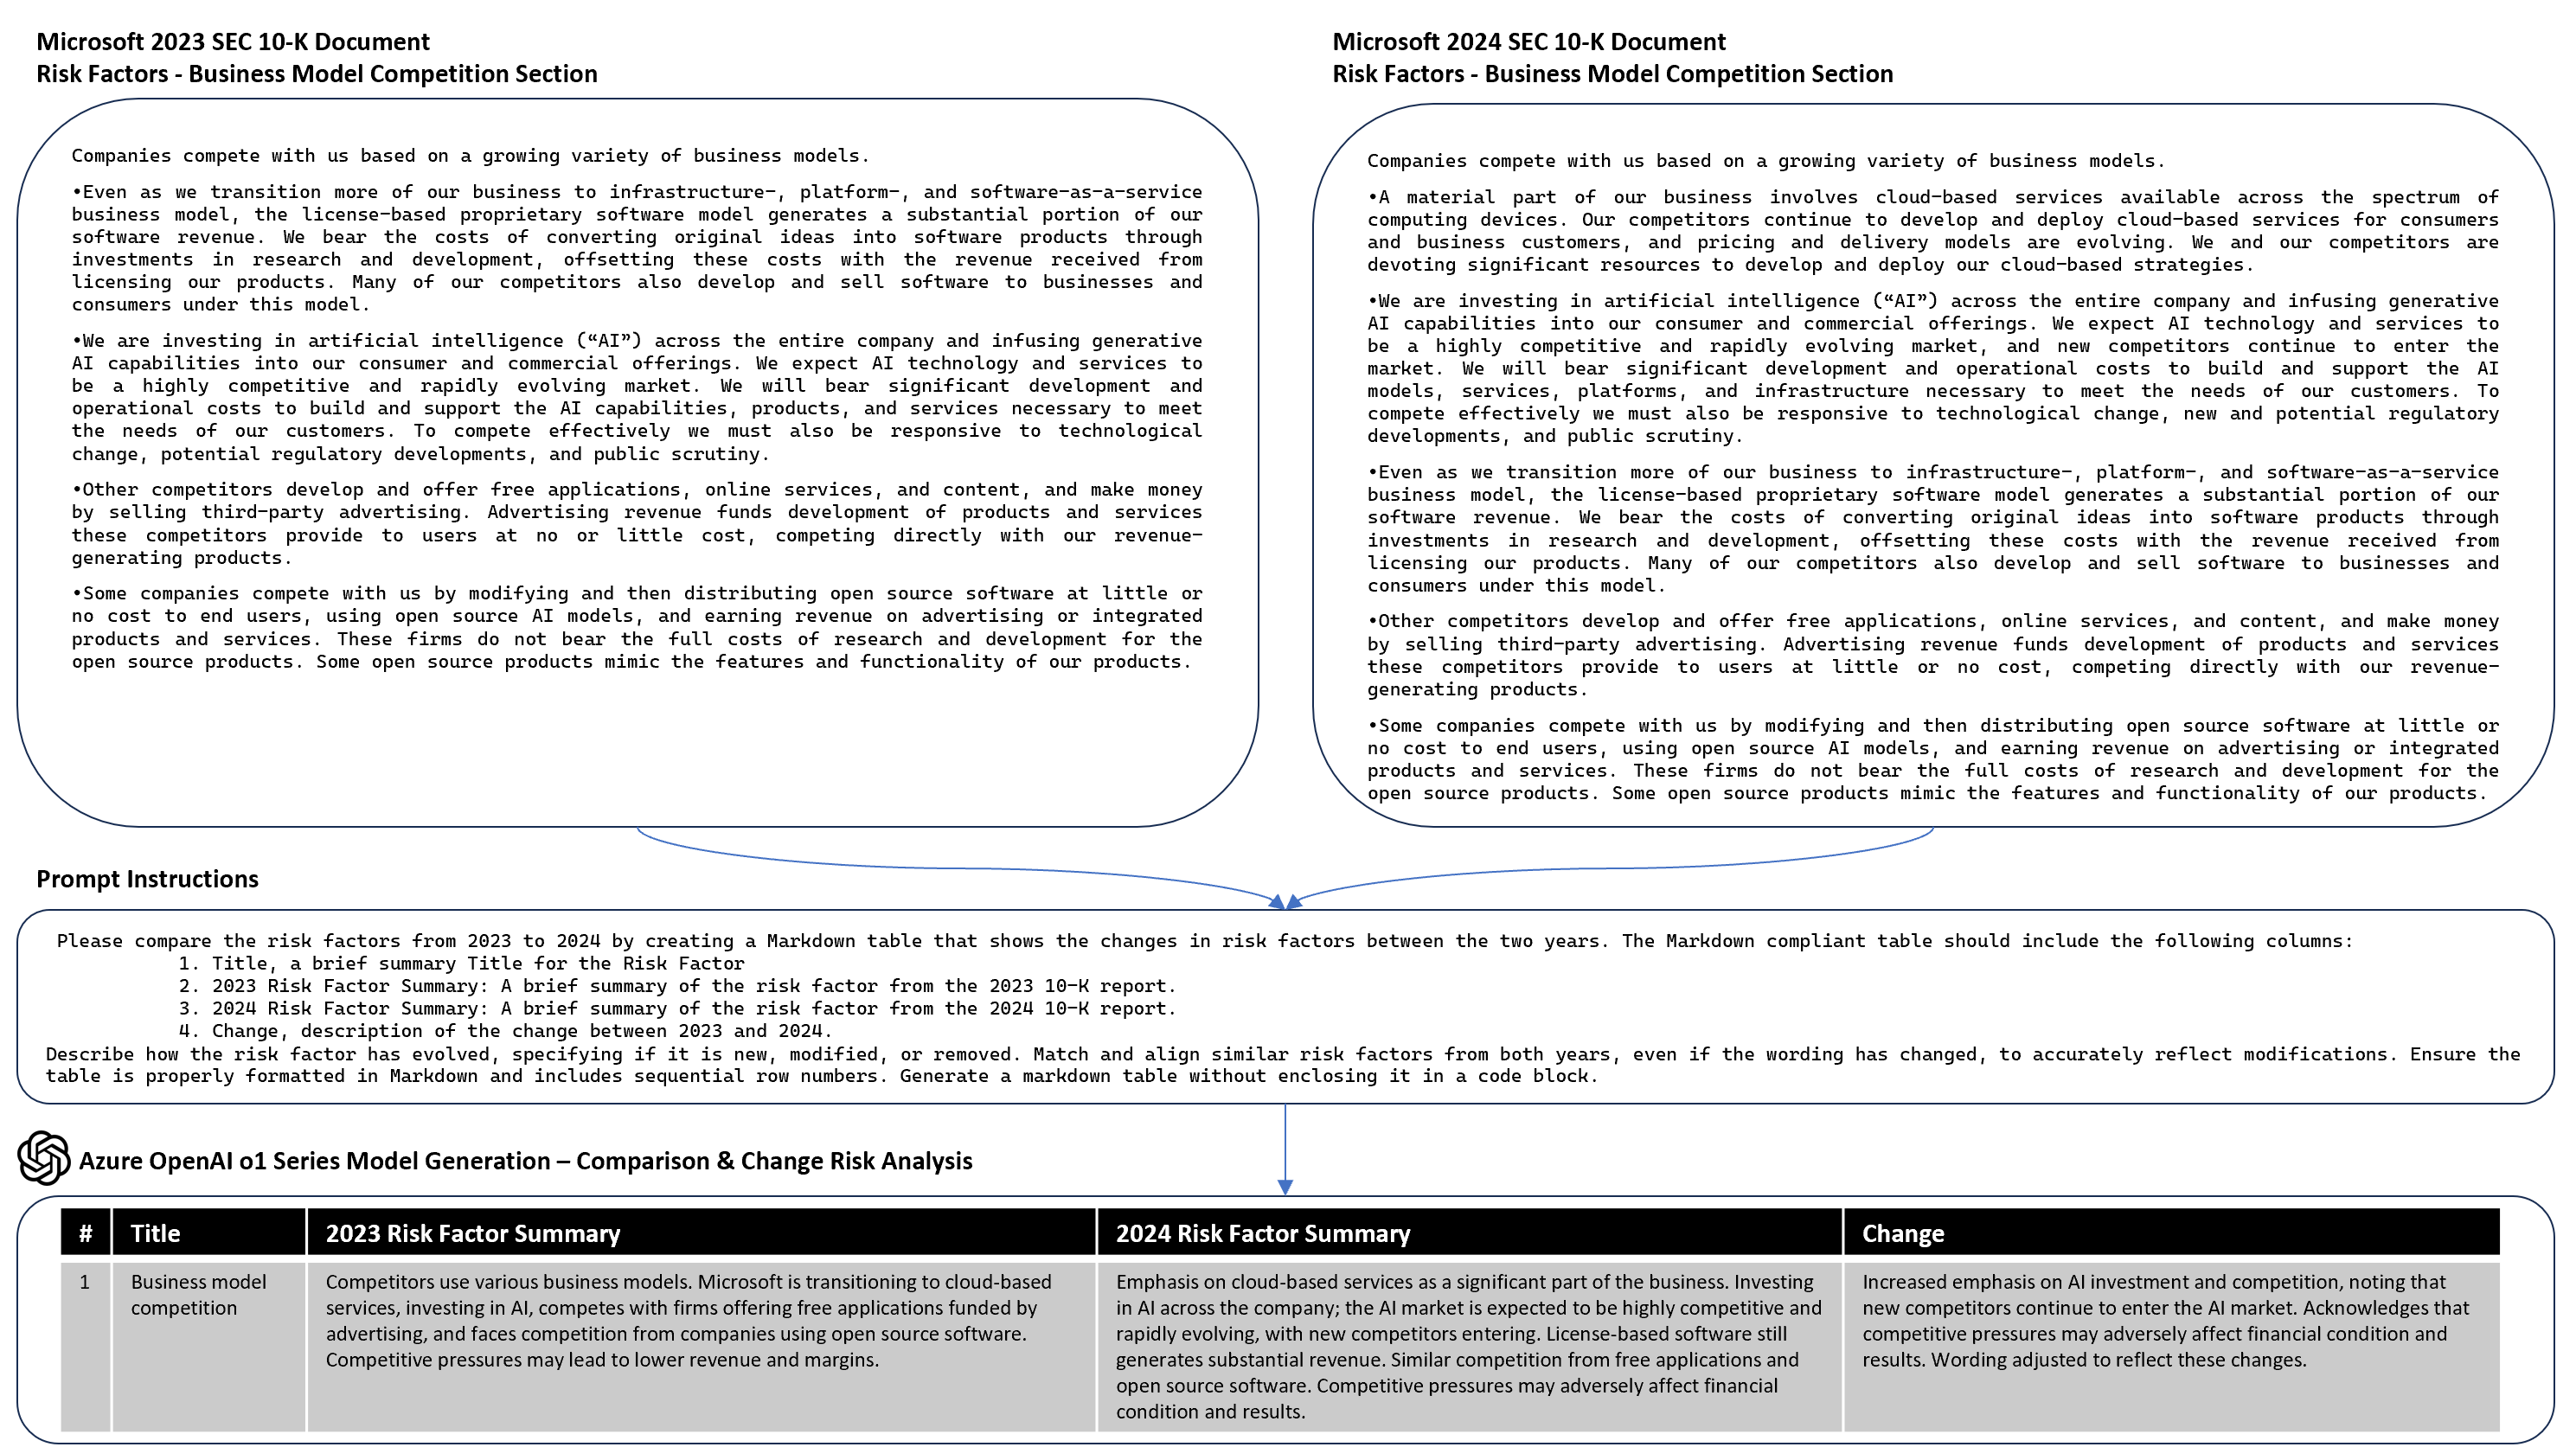 Microsoft 2023 SEC 10-K Document
Risk Factors - Business Model Competition Section
Companies compete with us based on a growing variety of business models.
•Even as we transition more of our business to infrastructure-, platform-, and software-as-a-service
business model, the license-based proprietary software model generates a substantial portion of our
software revenue. We bear the costs of converting original ideas into software products through
investments in research and development, offsetting these costs with the revenue received from
licensing our products. Many of our competitors also develop and sell software to businesses and
consumers under this model.
•We are investing in artificial intelligence (“AI”) across the entire company and infusing generative
AI capabilities into our consumer and commercial offerings. We expect AI technology and services to
be a highly competitive and rapidly evolving market. We will bear significant development and
operational costs to build and support the AI capabilities, products, and services necessary to meet
the needs of our customers. To compete effectively we must also be responsive to technological
change, potential regulatory developments, and public scrutiny.
•Other competitors develop and offer free applications, online services, and content, and make money
by selling third-party advertising. Advertising revenue funds development of products and services
these competitors provide to users at no or little cost, competing directly with our revenue-
generating products.
•Some companies compete with us by modifying and then distributing open source software at little or
no cost to end users, using open source AI models, and earning revenue on advertising or integrated
products and services. These firms do not bear the full costs of research and development for the
open source products. Some open source products mimic the features and functionality of our products.
Microsoft 2024 SEC 10-K Document
Risk Factors - Business Model Competition Section
Companies compete with us based on a growing variety of business models.
•A material part of our business involves cloud-based services available across the spectrum of
computing devices. Our competitors continue to develop and deploy cloud-based services for consumers
and business customers, and pricing and delivery models are evolving. We and our competitors are
devoting significant resources to develop and deploy our cloud-based strategies.
•We are investing in artificial intelligence (“AI”) across the entire company and infusing generative
AI capabilities into our consumer and commercial offerings. We expect AI technology and services to
be a highly competitive and rapidly evolving market, and new competitors continue to enter the
market. We will bear significant development and operational costs to build and support the AI
models, services, platforms, and infrastructure necessary to meet the needs of our customers. To
compete effectively we must also be responsive to technological change, new and potential regulatory
developments, and public scrutiny.
•Even as we transition more of our business to infrastructure-, platform-, and software-as-a-service
business model, the license-based proprietary software model generates a substantial portion of our
software revenue. We bear the costs of converting original ideas into software products through
investments in research and development, offsetting these costs with the revenue received from
licensing our products. Many of our competitors also develop and sell software to businesses and
consumers under this model.
•Other competitors develop and offer free applications, online services, and content, and make money
by selling third-party advertising. Advertising revenue funds development of products and services
these competitors provide to users at little or no cost, competing directly with our revenue-
generating products.
•Some companies compete with us by modifying and then distributing open source software at little or
no cost to end users, using open source AI models, and earning revenue on advertising or integrated
products and services. These firms do not bear the full costs of research and development for the
open source products. Some open source products mimic the features and functionality of our products.
Prompt Instructions
Please compare the risk factors from 2023 to 2024 by creating a Markdown table that shows the changes in risk factors between the two years. The Markdown compliant table should include the following columns:
1. Title, a brief summary Title for the Risk Factor
2. 2023 Risk Factor Summary: A brief summary of the risk factor from the 2023 10-K report.
3. 2024 Risk Factor Summary: A brief summary of the risk factor from the 2024 10-K report.
4. Change, description of the change between 2023 and 2024.
Describe how the risk factor has evolved, specifying if it is new, modified, or removed. Match and align similar risk factors from both years, even if the wording has changed, to accurately reflect modifications. Ensure the
table is properly formatted in Markdown and includes sequential row numbers. Generate a markdown table without enclosing it in a code block.
Azure OpenAI o1 Series Model Generation – Comparison & Change Risk Analysis
# Title 2023 Risk Factor Summary 2024 Risk Factor Summary Change
1
Business model
competition
Competitors use various business models. Microsoft is transitioning to cloud-based
services, investing in AI, competes with firms offering free applications funded by
advertising, and faces competition from companies using open source software.
Competitive pressures may lead to lower revenue and margins.
Emphasis on cloud-based services as a significant part of the business. Investing
in AI across the company; the AI market is expected to be highly competitive and
rapidly evolving, with new competitors entering. License-based software still
generates substantial revenue. Similar competition from free applications and
open source software. Competitive pressures may adversely affect financial
condition and results.
Increased emphasis on AI investment and competition, noting that
new competitors continue to enter the AI market. Acknowledges that
competitive pressures may adversely affect financial condition and
results. Wording adjusted to reflect these changes.